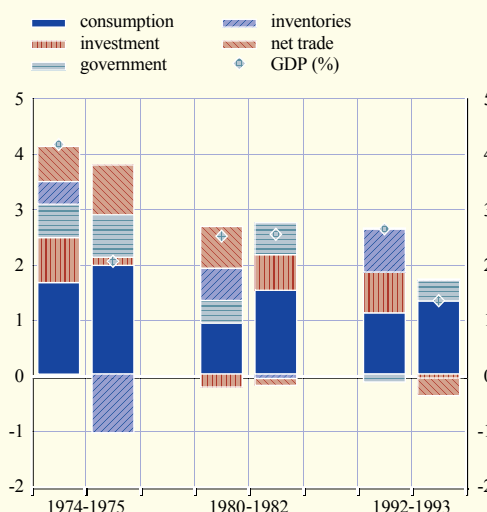 consumption inventories
investment net trade
government GDP (%)
5
4
3
2
1
0
-1
-2
1974-1975 1980-1982 1992-1993